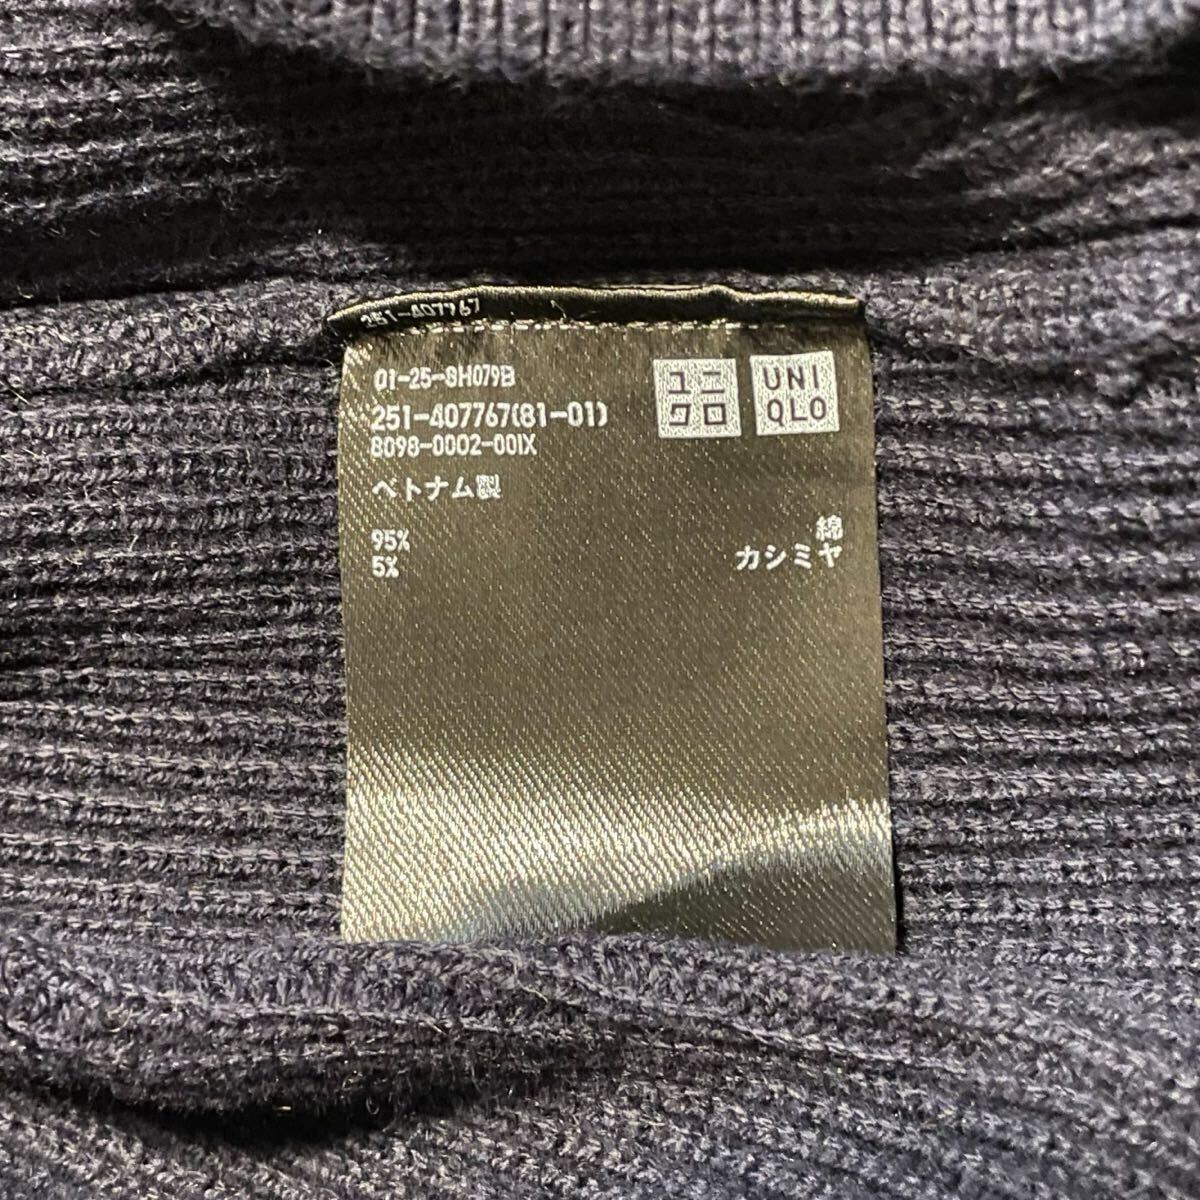 251-407767
01-25-8H079B
251-407767(81-01)
8098-0002-001X
ベトナム製
ユニ
クロ
UNI
QLO
95% 綿
5% カシミヤ